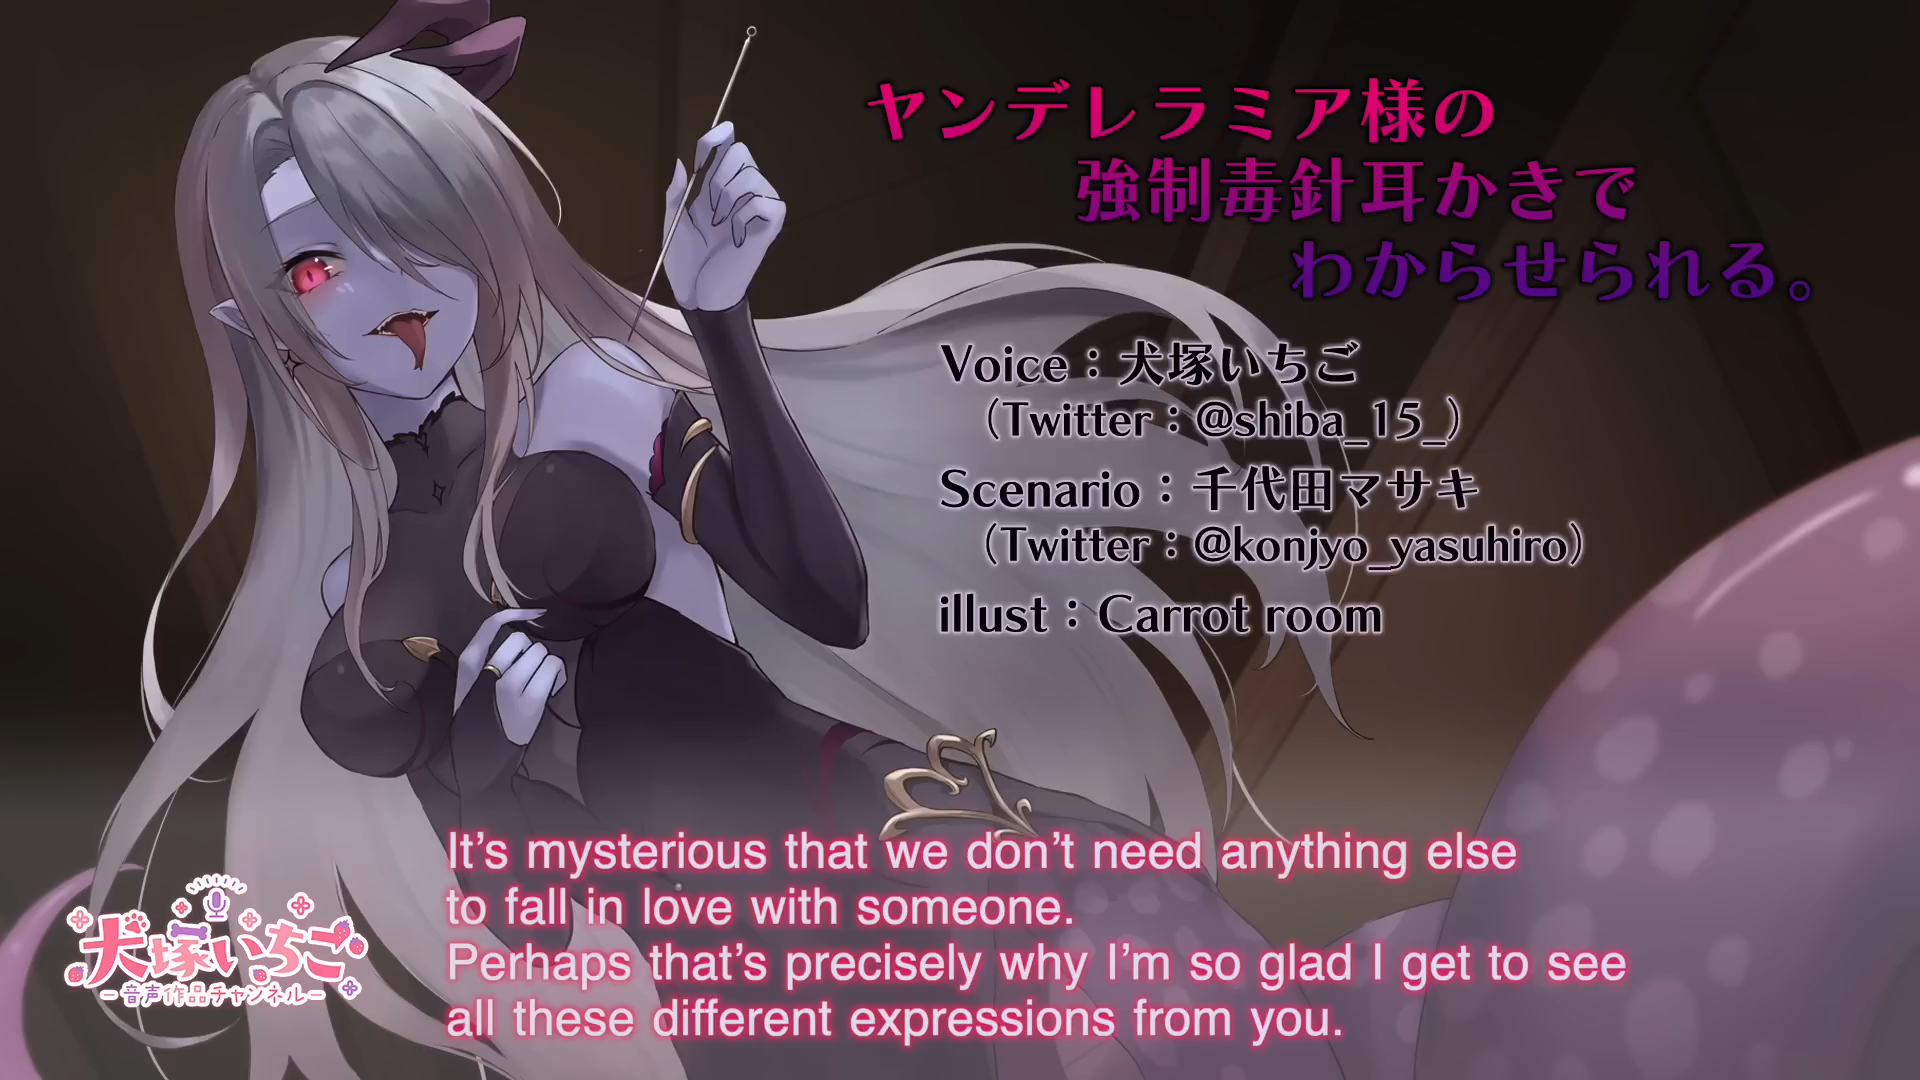 ヤンデレラミア様の
強制毒針耳かきで
わからせられる。
Voice：犬塚いちご
（Twitter：@shiba_15_）
Scenario：千代田マサキ
（Twitter：@konjyo_yasuhiro）
illust：Carrot room
It's mysterious that we don't need anything else
to fall in love with someone.
Perhaps that's precisely why I'm so glad I get to see
all these different expressions from you.
犬塚いちご
-音声作品チャンネル-